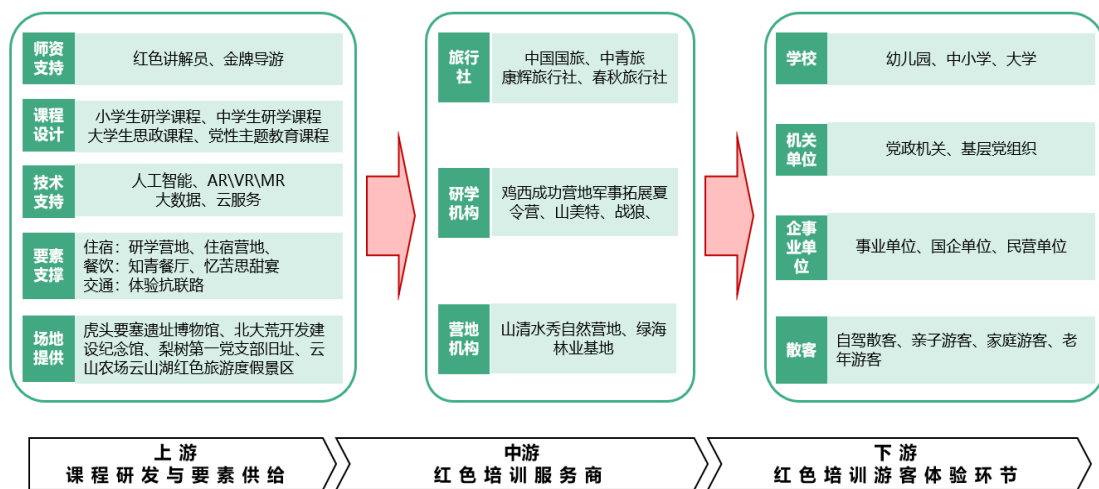 师资
支持
红色讲解员、金牌导游
课程
设计
小学生研学课程、中学生研学课程
大学生思政课程、党性主题教育课程
技术
支持
人工智能、AR\VR\MR
大数据、云服务
要素
支撑
住宿：研学营地、住宿营地、
餐饮：知青餐厅、忆苦思甜宴
交通：体验抗联路
场地
提供
虎头要塞遗址博物馆、北大荒开发建
设纪念馆、梨树第一党支部旧址、云
山农场云山湖红色旅游度假景区
旅行
社
中国国旅、中青旅
康辉旅行社、春秋旅行社
研学
机构
鸡西成功营地军事拓展夏
令营、山美特、战狼、
营地
机构
山清水秀自然营地、绿海
林业基地
学校
幼儿园、中小学、大学
机关
单位
党政机关、基层党组织
企事
业单
位
事业单位、国企单位、民营单位
散客
自驾散客、亲子游客、家庭游客、老
年游客
上游
课程研发与要素供给
中游
红色培训服务商
下游
红色培训游客体验环节